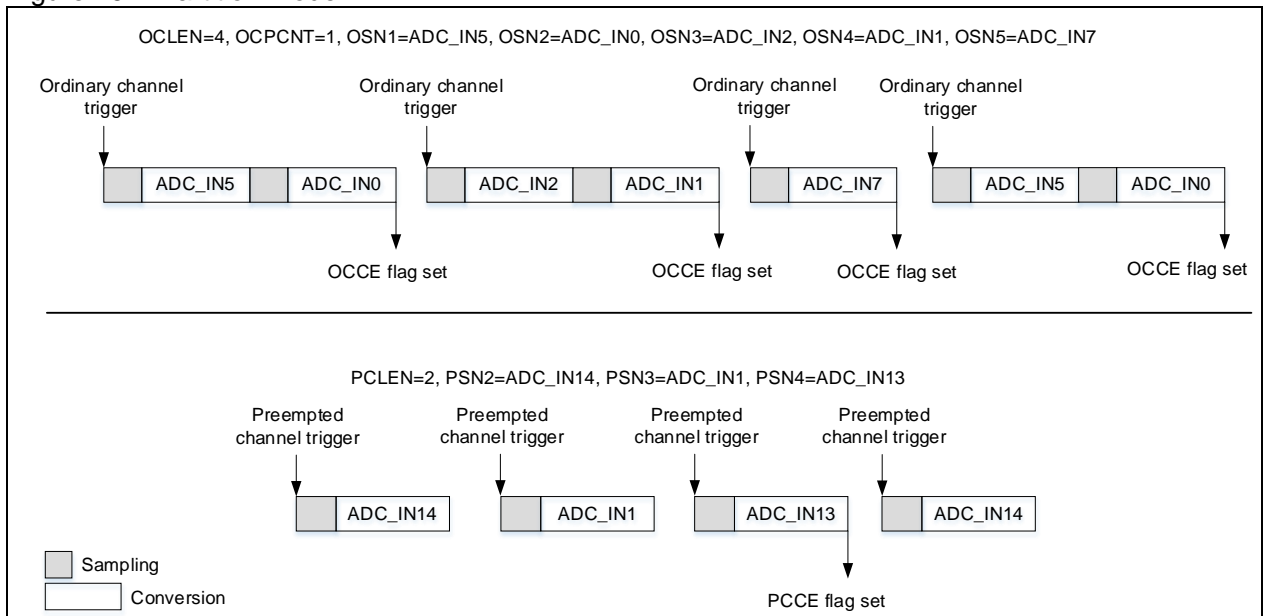 OCLEN=4, OCPCNT=1, OSN1=ADC_IN5, OSN2=ADC_IN0, OSN3=ADC_IN2, OSN4=ADC_IN1, OSN5=ADC_IN7
Ordinary channel
trigger
Ordinary channel
trigger
Ordinary channel
trigger
Ordinary channel
trigger
ADC_IN5
ADC_IN0
ADC_IN2
ADC_IN1
ADC_IN7
ADC_IN5
ADC_IN0
OCCE flag set
OCCE flag set
OCCE flag set
OCCE flag set
PCLEN=2, PSN2=ADC_IN14, PSN3=ADC_IN1, PSN4=ADC_IN13
Preempted
channel trigger
Preempted
channel trigger
Preempted
channel trigger
Preempted
channel trigger
ADC_IN14
ADC_IN1
ADC_IN13
ADC_IN14
Sampling
Conversion
PCCE flag set